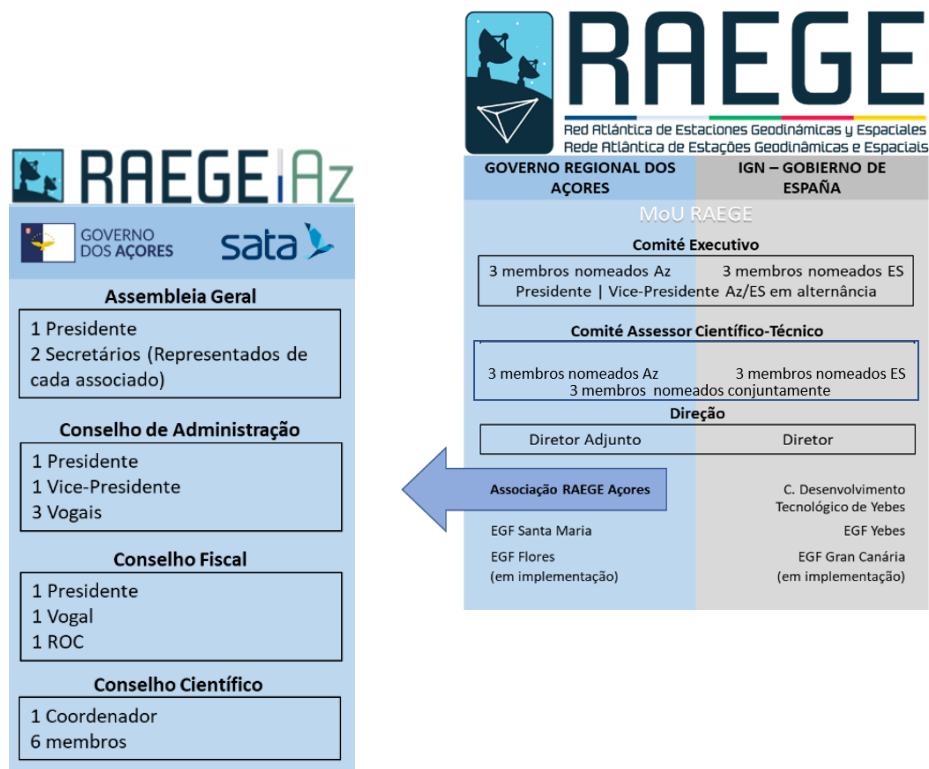 RAEGE Az
GOVERNO
DOS AÇORES
sata
Assembleia Geral
1 Presidente
2 Secretários (Representados de
cada associado)
Conselho de Administração
1 Presidente
1 Vice-Presidente
3 Vogais
Conselho Fiscal
1 Presidente
1 Vogal
1 ROC
Conselho Científico
1 Coordenador
6 membros
RAEGE
Red Atlántica de Estaciones Geodinámicas y Espaciales
Rede Atlântica de Estações Geodinâmicas e Espaciais
GOVERNO REGIONAL DOS
AÇORES
IGN – GOBIERNO DE
ESPAÑA
MoU RAEGE
Comité Executivo
3 membros nomeados Az
3 membros nomeados ES
Presidente | Vice-Presidente Az/ES em alternância
Comité Assessor Científico-Técnico
3 membros nomeados Az
3 membros nomeados ES
3 membros nomeados conjuntamente
Direção
Diretor Adjunto
Diretor
Associação RAEGE Açores
C. Desenvolvimento
Tecnológico de Yebes
EGF Santa Maria
EGF Yebes
EGF Flores
(em implementação)
EGF Gran Canária
(em implementação)